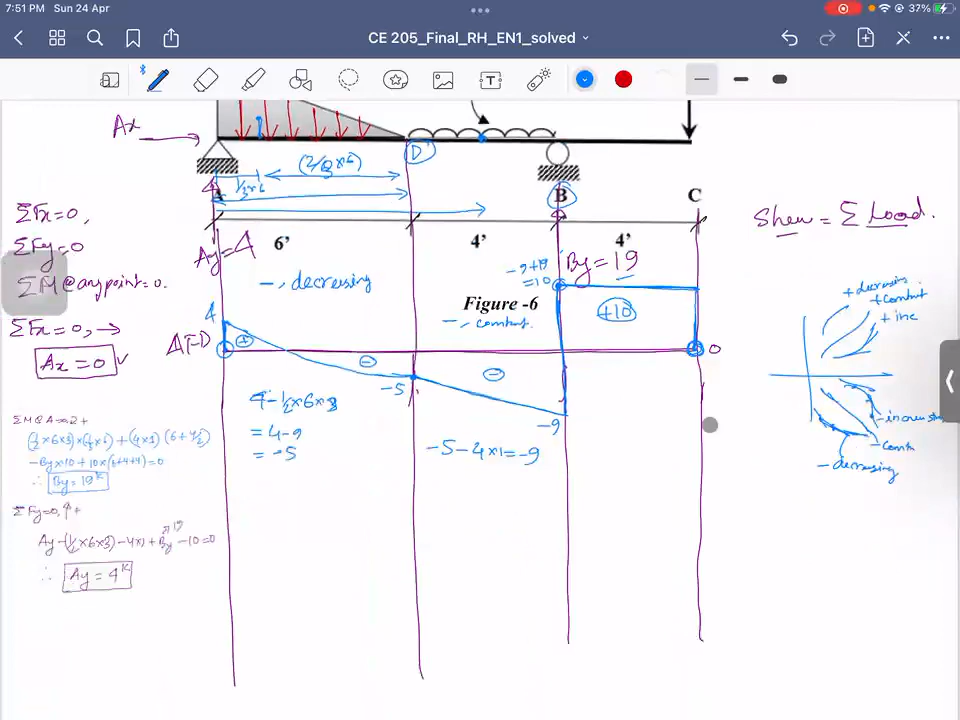 7:51 PM Sun 24 Apr
37%
CE 205_Final_RH_EN1_solved
Ax
D
(2/3×6)
1/3×6
A
B
C
6'
4'
4'
Ay=4
By=19
Figure -6
ΣFx=0,
ΣFy=0
ΣM@anypoint=0.
ΣFx=0, →
Ax=0
Shear = Σ Load.
-, decreasing
-, constant.
-9+19
=10
+10
4
+
-
-
-5
-9
0
4-½×6×3
=4-9
=-5
-5-4×1=-9
ΣM@A=0 +
(½×6×3)×(⅓×6)+(4×1)(6+4/2)
-By×10+10×(6+4+4)=0
∴ By=19ᵏ
ΣFy=0,↑+
19
Ay-(½×6×3)-4×1+By-10=0
∴ Ay=4ᵏ
+decreasing
+constant
+inc
-increasing
-constt
-decreasing